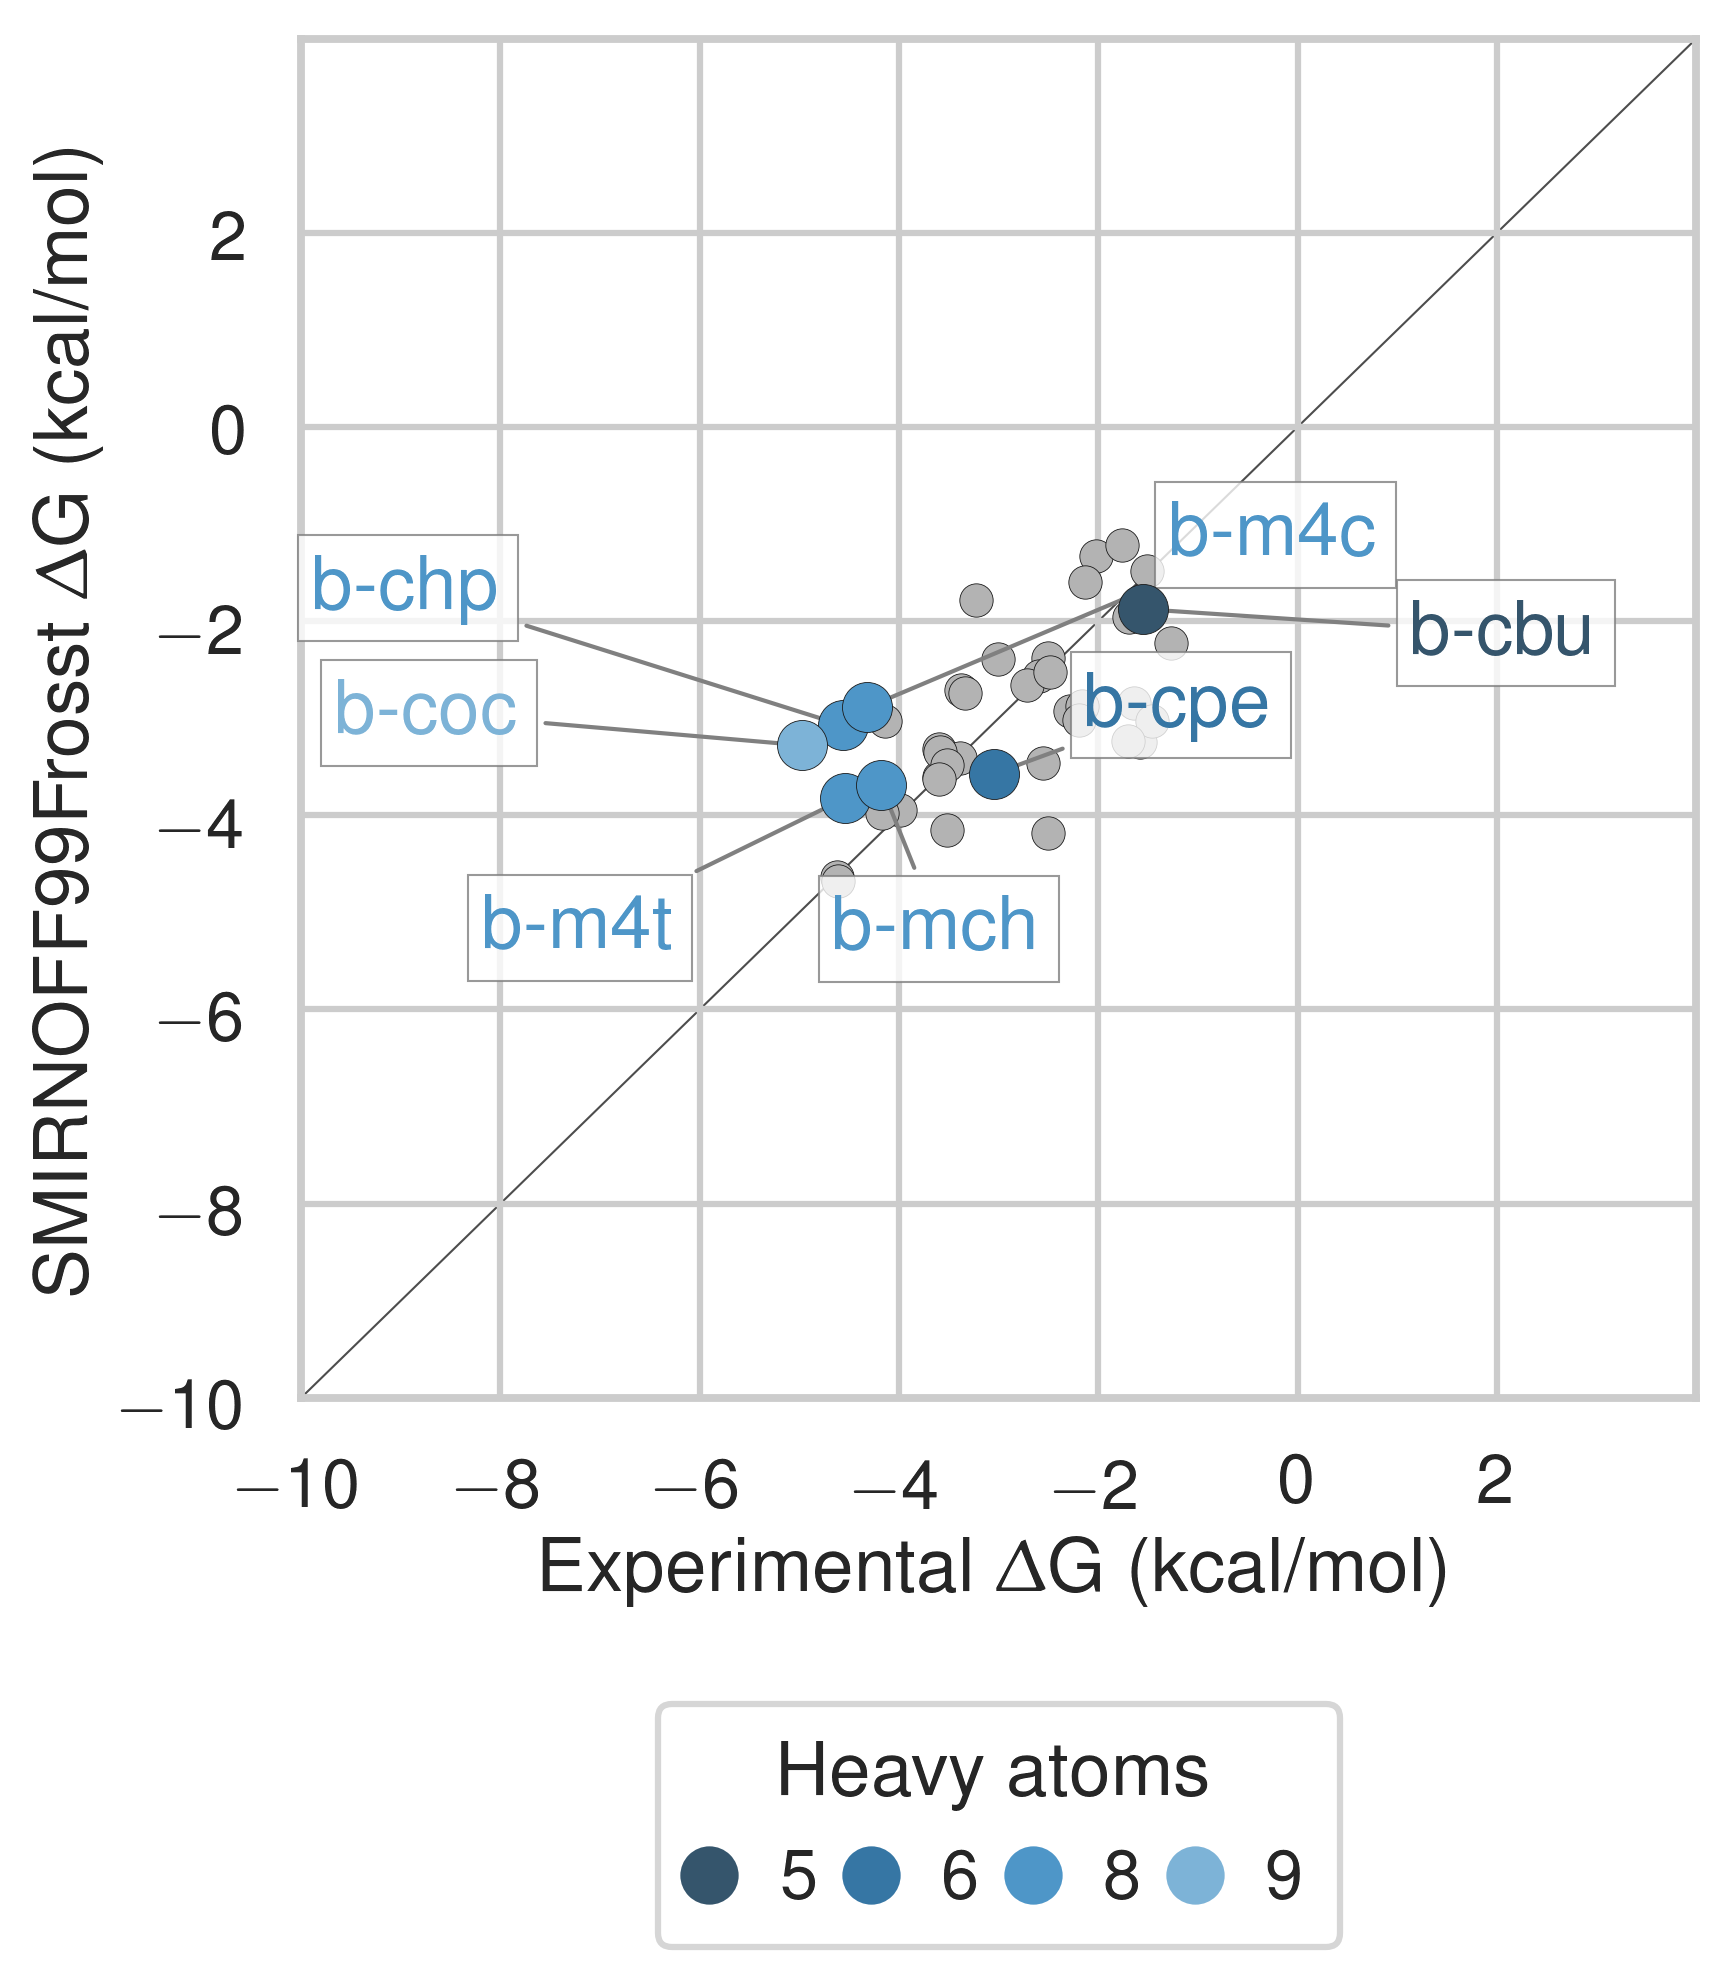 SMIRNOFF99Frosst ΔG (kcal/mol)
2
0
−2
−4
−6
−8
−10
b-m4c
b-chp
b-cbu
b-coc
b-cpe
b-m4t
b-mch
−10 −8 −6 −4 −2 0 2
Experimental ΔG (kcal/mol)
Heavy atoms
5 6 8 9